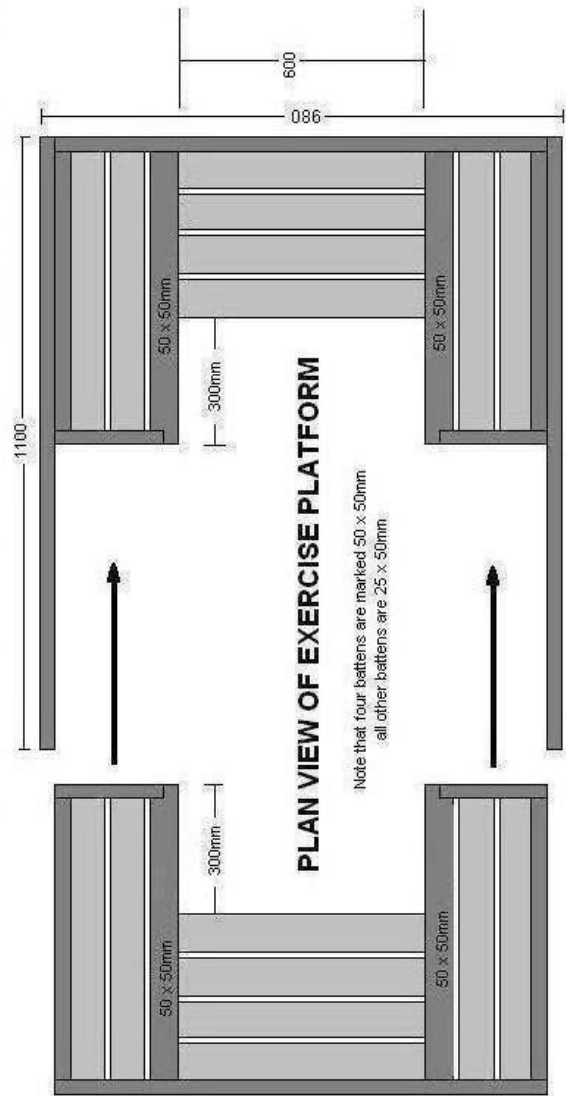 1100
50 x 50mm
50 x 50mm
300mm
300mm
600
980
PLAN VIEW OF EXERCISE PLATFORM
Note that four battens are marked 50 x 50mm
all other battens are 25 x 50mm
50 x 50mm
50 x 50mm